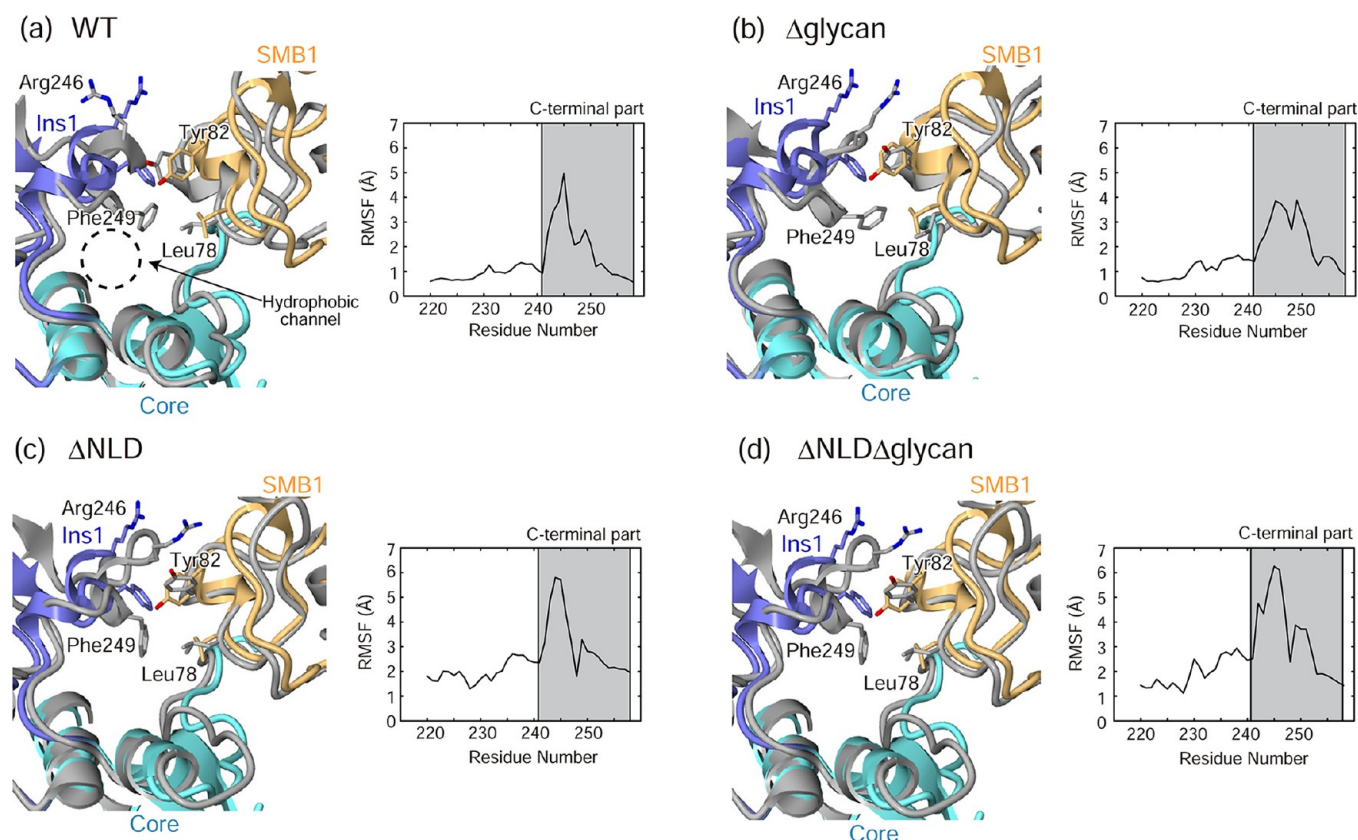 (a) WT
SMB1
Arg246
Ins1
Tyr82
Phe249
Leu78
Hydrophobic
channel
Core
C-terminal part
7
6
5
4
3
2
1
0
RMSF (Å)
220 230 240 250
Residue Number
(b) Δglycan
SMB1
Arg246
Ins1
Tyr82
Phe249
Leu78
Core
C-terminal part
7
6
5
4
3
2
1
0
RMSF (Å)
220 230 240 250
Residue Number
(c) ΔNLD
SMB1
Arg246
Ins1
Tyr82
Phe249
Leu78
Core
C-terminal part
7
6
5
4
3
2
1
0
RMSF (Å)
220 230 240 250
Residue Number
(d) ΔNLDΔglycan
SMB1
Arg246
Ins1
Tyr82
Phe249
Leu78
Core
C-terminal part
7
6
5
4
3
2
1
0
RMSF (Å)
220 230 240 250
Residue Number